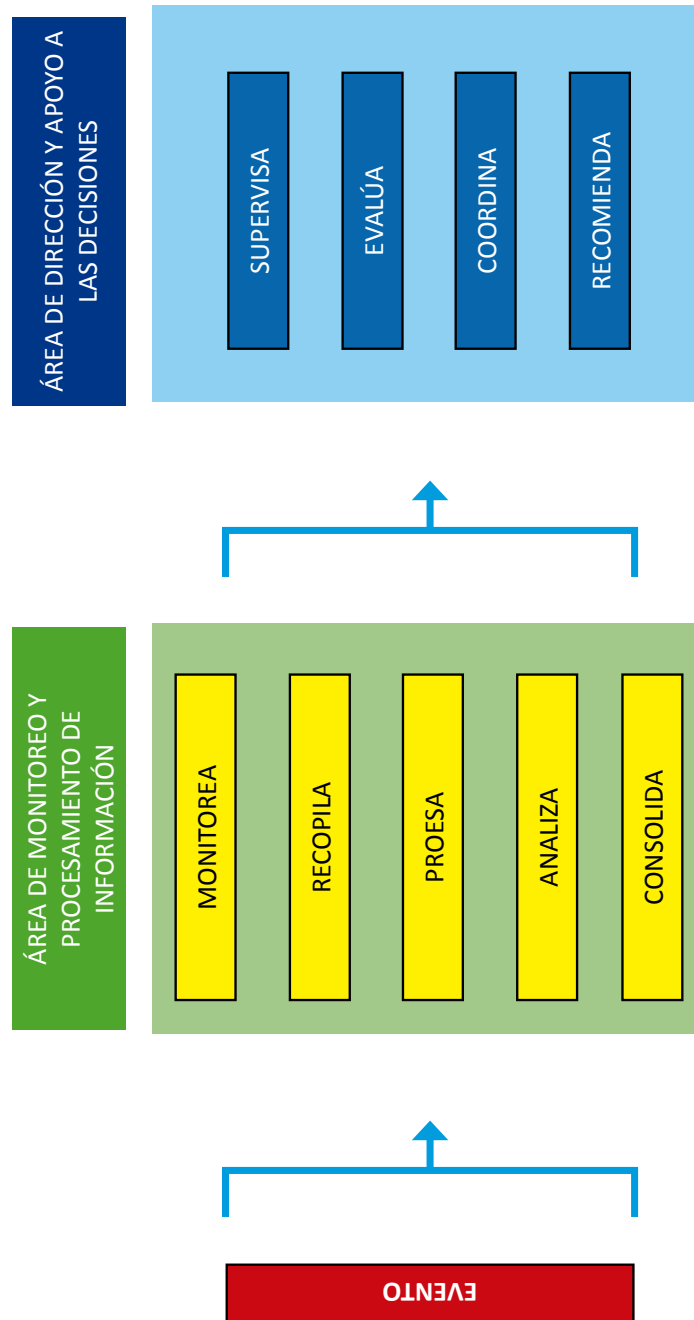 EVENTO
ÁREA DE MONITOREO Y
PROCESAMIENTO DE
INFORMACIÓN
MONITOREA
RECOPILA
PROESA
ANALIZA
CONSOLIDA
ÁREA DE DIRECCIÓN Y APOYO A
LAS DECISIONES
SUPERVISA
EVALÚA
COORDINA
RECOMIENDA